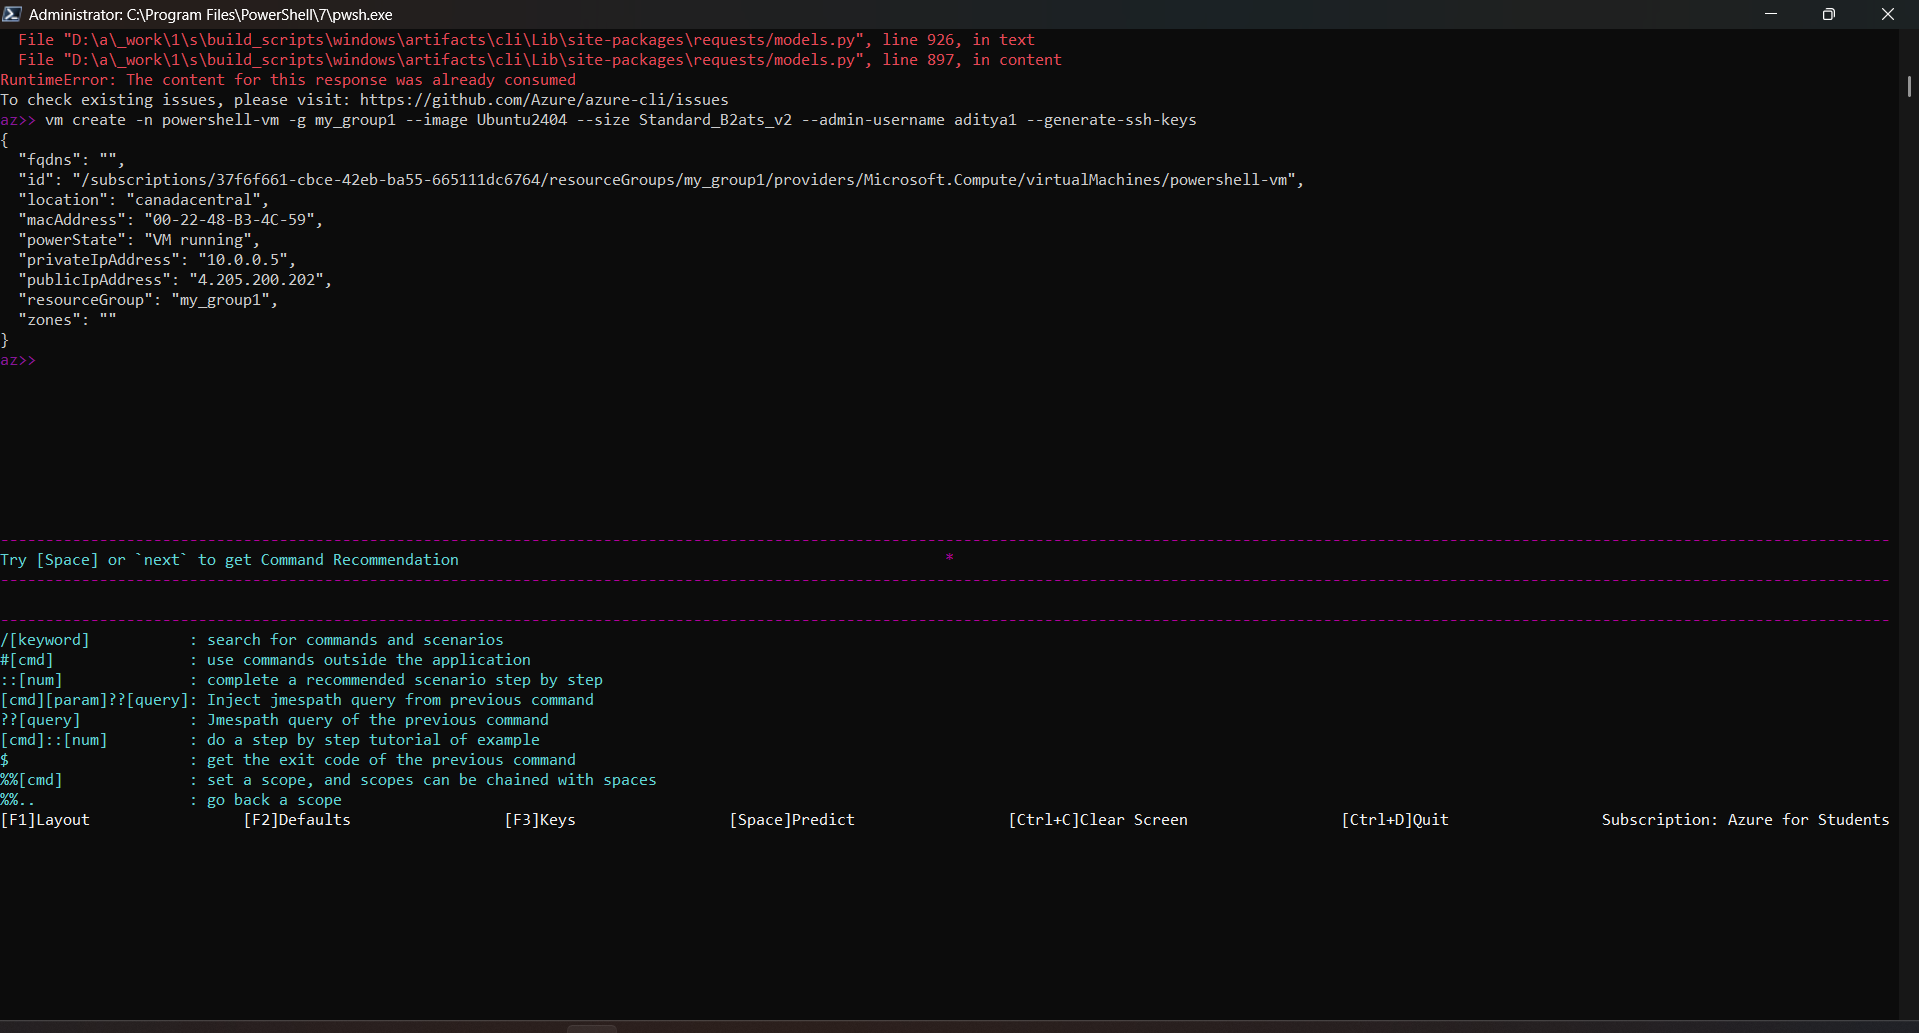 Administrator: C:\Program Files\PowerShell\7\pwsh.exe
  File "D:\a\_work\1\s\build_scripts\windows\artifacts\cli\Lib\site-packages\requests/models.py", line 926, in text
  File "D:\a\_work\1\s\build_scripts\windows\artifacts\cli\Lib\site-packages\requests/models.py", line 897, in content
RuntimeError: The content for this response was already consumed
To check existing issues, please visit: https://github.com/Azure/azure-cli/issues
az>> vm create -n powershell-vm -g my_group1 --image Ubuntu2404 --size Standard_B2ats_v2 --admin-username aditya1 --generate-ssh-keys
{
  "fqdns": "",
  "id": "/subscriptions/37f6f661-cbce-42eb-ba55-665111dc6764/resourceGroups/my_group1/providers/Microsoft.Compute/virtualMachines/powershell-vm",
  "location": "canadacentral",
  "macAddress": "00-22-48-B3-4C-59",
  "powerState": "VM running",
  "privateIpAddress": "10.0.0.5",
  "publicIpAddress": "4.205.200.202",
  "resourceGroup": "my_group1",
  "zones": ""
}
az>>
Try [Space] or `next` to get Command Recommendation *
/[keyword] : search for commands and scenarios
#[cmd] : use commands outside the application
::[num] : complete a recommended scenario step by step
[cmd][param]??[query]: Inject jmespath query from previous command
??[query] : Jmespath query of the previous command
[cmd]::[num] : do a step by step tutorial of example
$ : get the exit code of the previous command
%%[cmd] : set a scope, and scopes can be chained with spaces
%%.. : go back a scope
[F1]Layout [F2]Defaults [F3]Keys [Space]Predict [Ctrl+C]Clear Screen [Ctrl+D]Quit Subscription: Azure for Students